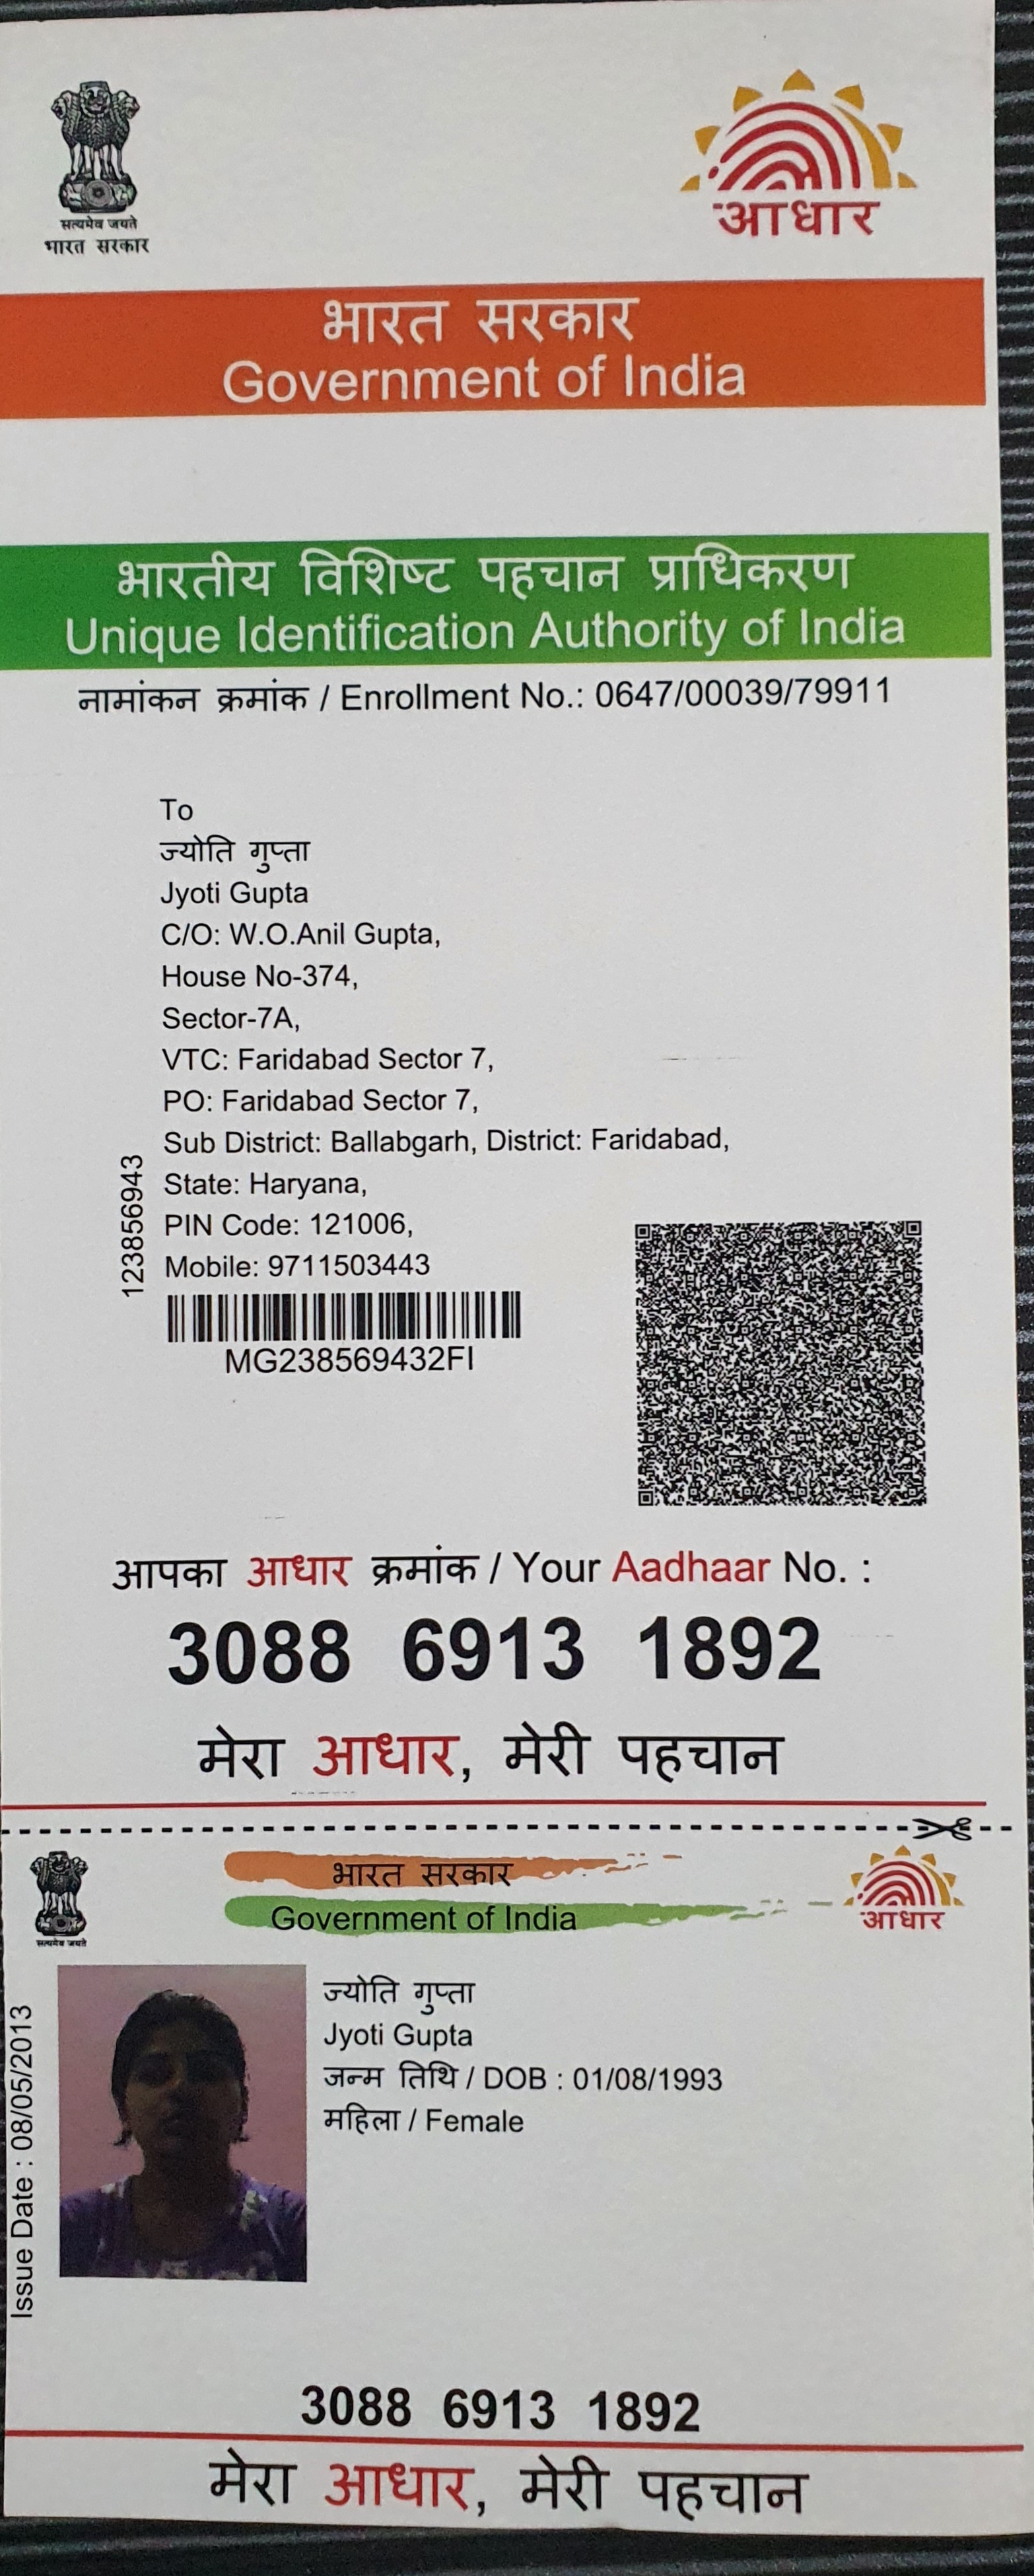 सत्यमेव जयते
भारत सरकार
आधार
भारत सरकार
Government of India
भारतीय विशिष्ट पहचान प्राधिकरण
Unique Identification Authority of India
नामांकन क्रमांक / Enrollment No.: 0647/00039/79911
To
ज्योति गुप्ता
Jyoti Gupta
C/O: W.O.Anil Gupta,
House No-374,
Sector-7A,
VTC: Faridabad Sector 7,
PO: Faridabad Sector 7,
Sub District: Ballabgarh, District: Faridabad,
State: Haryana,
PIN Code: 121006,
Mobile: 9711503443
123856943
MG238569432FI
आपका आधार क्रमांक / Your Aadhaar No. :
3088 6913 1892
मेरा आधार, मेरी पहचान
सत्यमेव जयते
भारत सरकार
Government of India
आधार
Issue Date : 08/05/2013
ज्योति गुप्ता
Jyoti Gupta
जन्म तिथि / DOB : 01/08/1993
महिला / Female
3088 6913 1892
मेरा आधार, मेरी पहचान